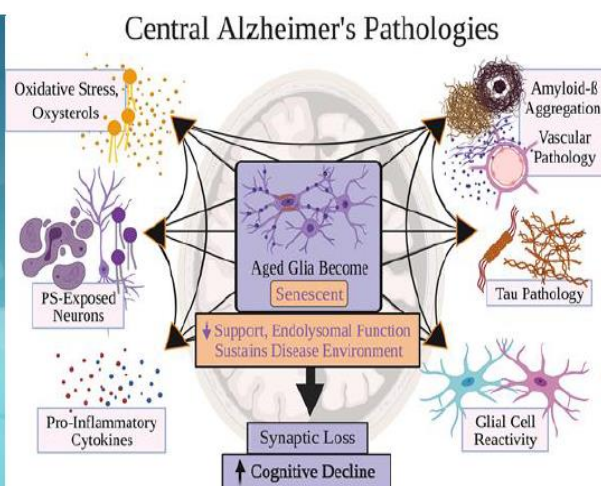 Central Alzheimer's Pathologies
Oxidative Stress,
Oxysterols
Amyloid-ß
Aggregation
Vascular
Pathology
PS-Exposed
Neurons
Aged Glia Become
Senescent
Tau Pathology
Support, Endolysomal Function
Sustains Disease Environment
Pro-Inflammatory
Cytokines
Glial Cell
Reactivity
Synaptic Loss
Cognitive Decline